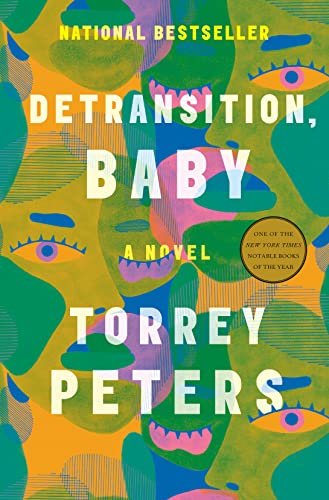 NATIONAL BESTSELLER
DETRANSITION,
BABY
A NOVEL
ONE OF THE
NEW YORK TIMES
NOTABLE BOOKS
OF THE YEAR
TORREY
PETERS